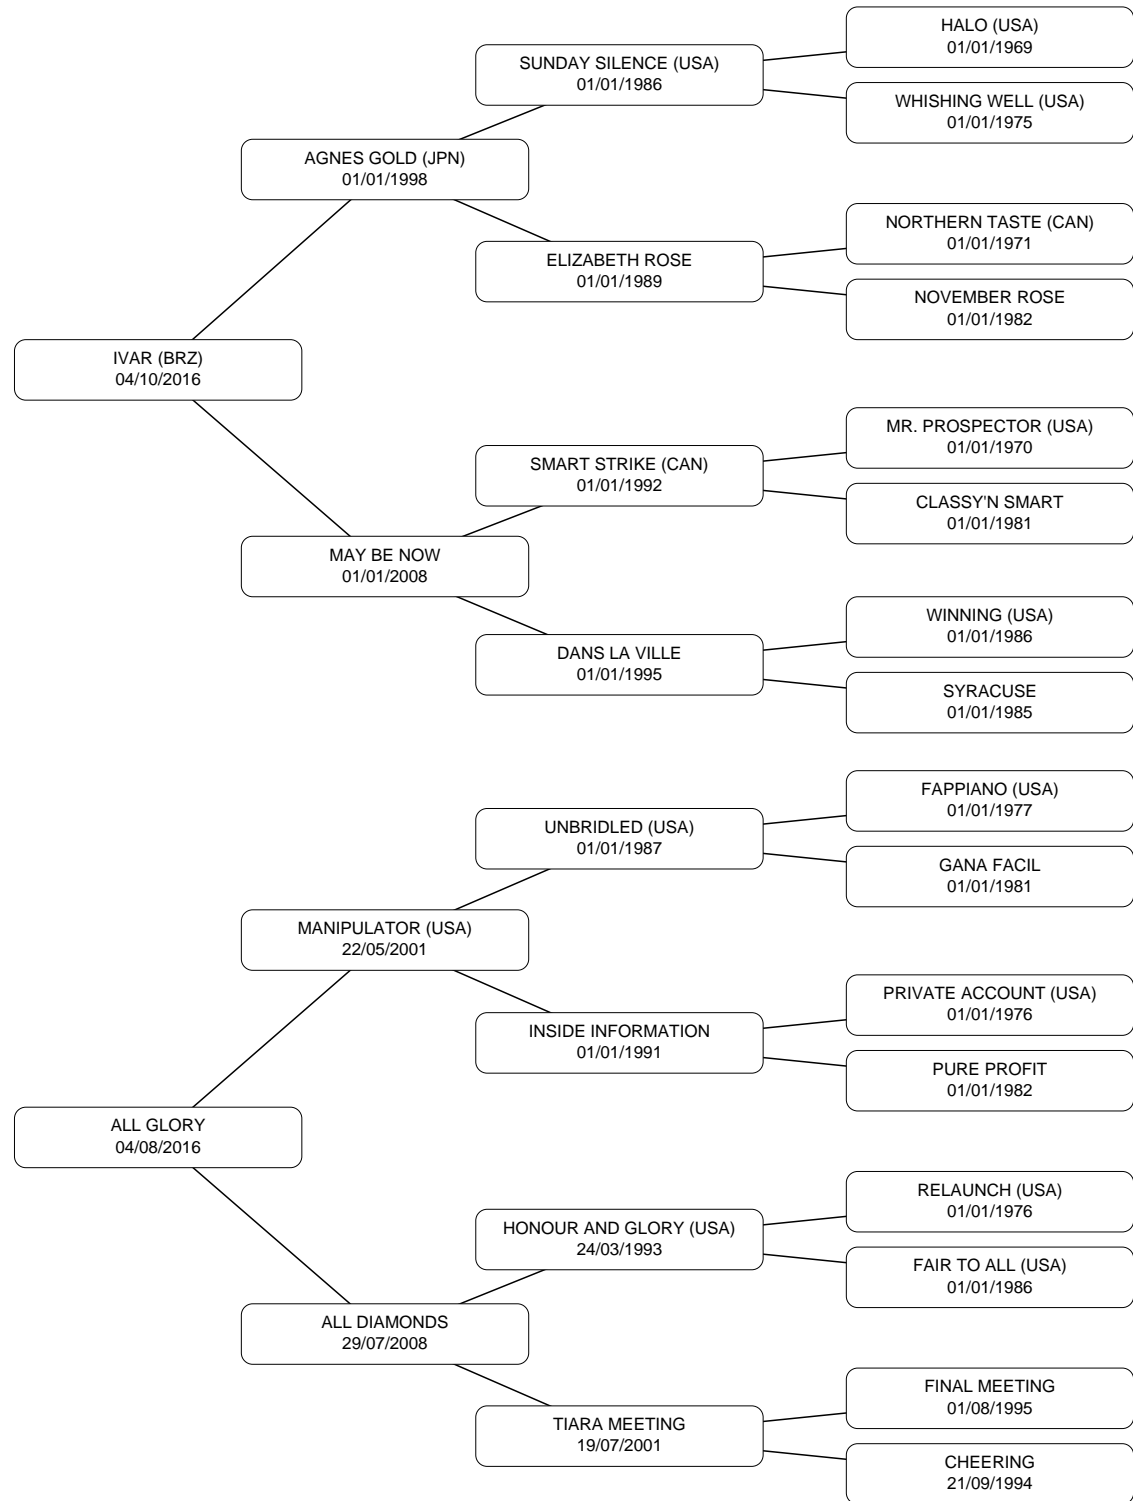 HALO (USA)
01/01/1969
SUNDAY SILENCE (USA)
01/01/1986
WHISHING WELL (USA)
01/01/1975
AGNES GOLD (JPN)
01/01/1998
NORTHERN TASTE (CAN)
01/01/1971
ELIZABETH ROSE
01/01/1989
NOVEMBER ROSE
01/01/1982
IVAR (BRZ)
04/10/2016
MR. PROSPECTOR (USA)
01/01/1970
SMART STRIKE (CAN)
01/01/1992
CLASSY'N SMART
01/01/1981
MAY BE NOW
01/01/2008
WINNING (USA)
01/01/1986
DANS LA VILLE
01/01/1995
SYRACUSE
01/01/1985
FAPPIANO (USA)
01/01/1977
UNBRIDLED (USA)
01/01/1987
GANA FACIL
01/01/1981
MANIPULATOR (USA)
22/05/2001
PRIVATE ACCOUNT (USA)
01/01/1976
INSIDE INFORMATION
01/01/1991
PURE PROFIT
01/01/1982
ALL GLORY
04/08/2016
RELAUNCH (USA)
01/01/1976
HONOUR AND GLORY (USA)
24/03/1993
FAIR TO ALL (USA)
01/01/1986
ALL DIAMONDS
29/07/2008
FINAL MEETING
01/08/1995
TIARA MEETING
19/07/2001
CHEERING
21/09/1994